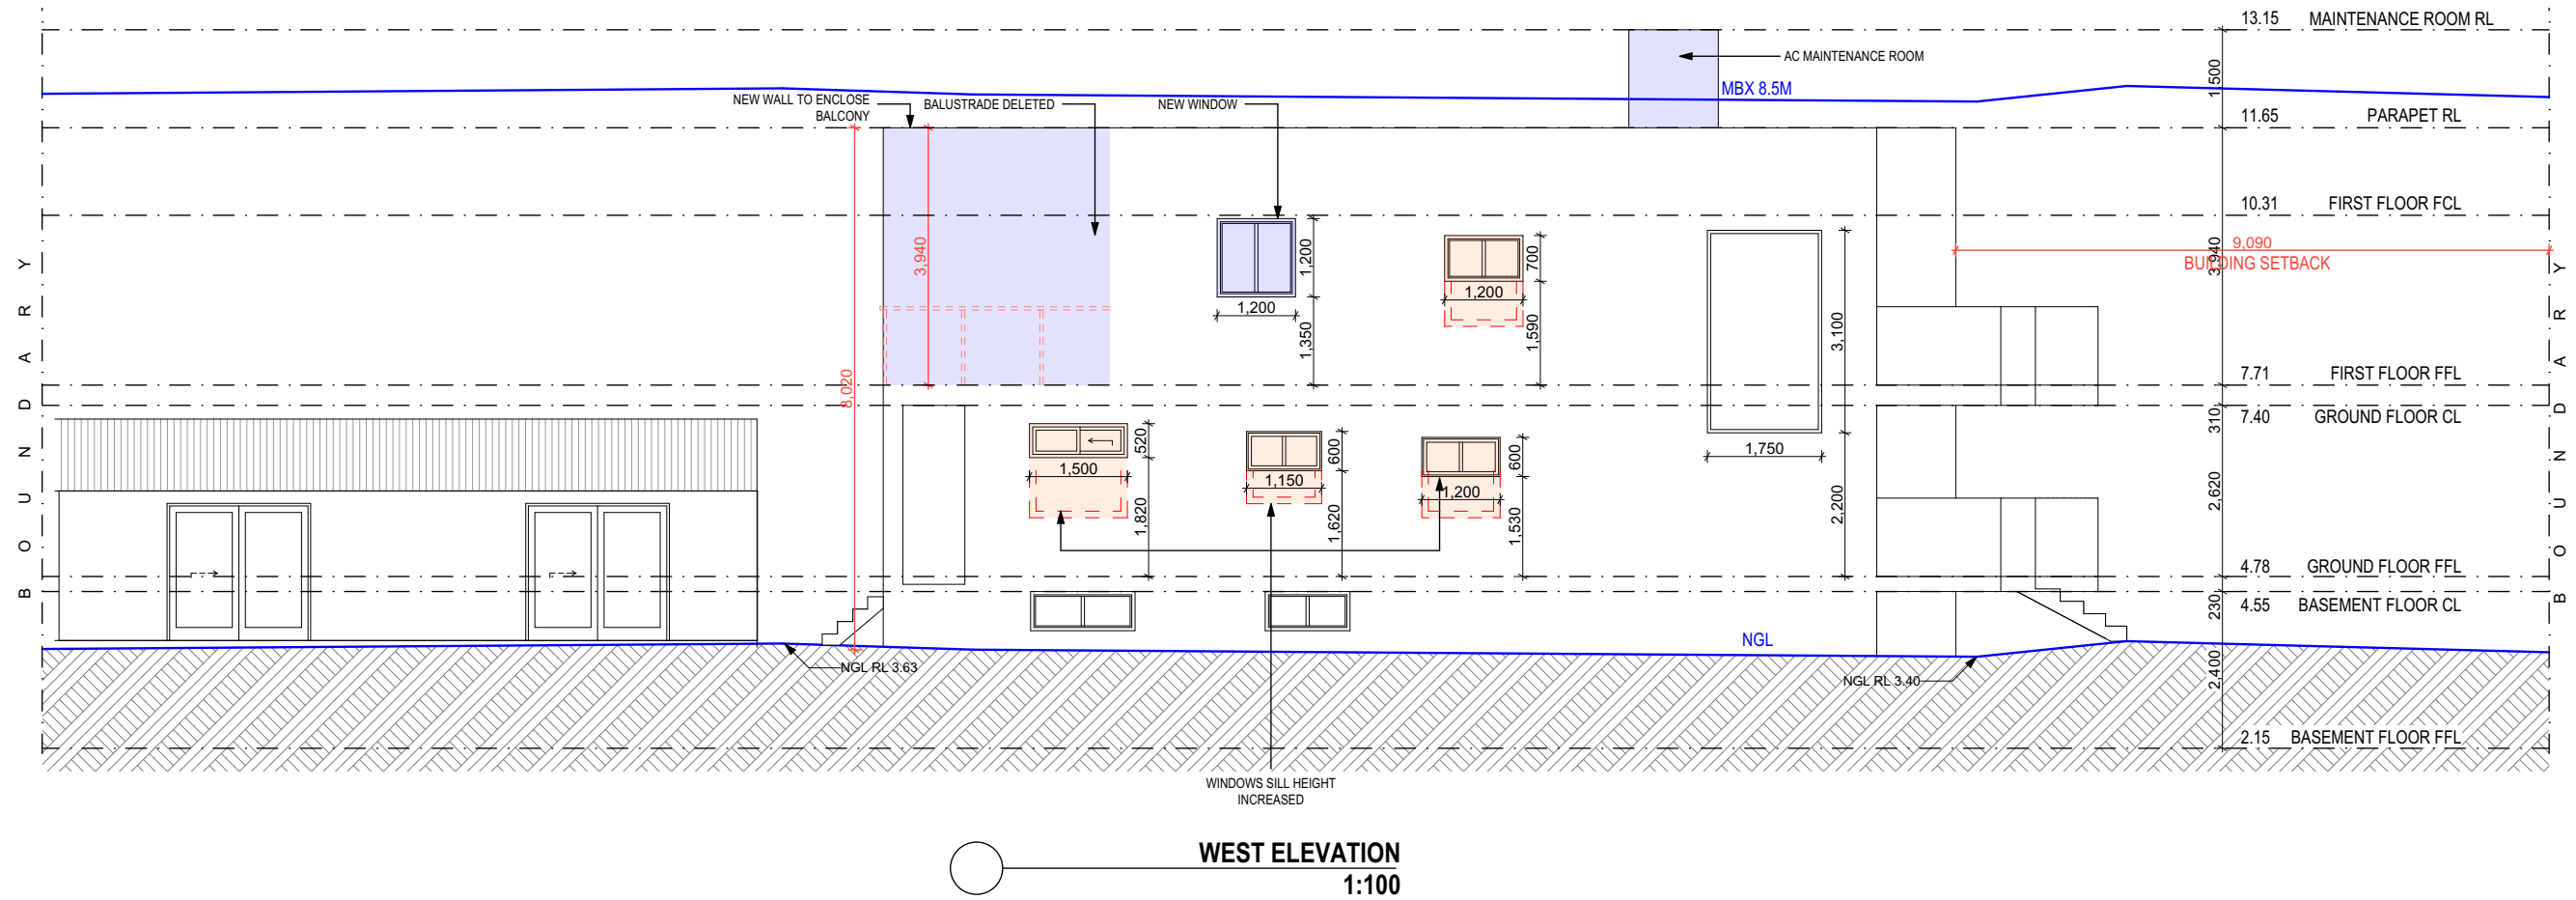 13.15 MAINTENANCE ROOM RL
AC MAINTENANCE ROOM
1,500
MBX 8.5M
NEW WALL TO ENCLOSE
BALCONY
BALUSTRADE DELETED
NEW WINDOW
11.65 PARAPET RL
10.31 FIRST FLOOR FCL
3,940
1,200
1,200
1,350
700
1,200
1,590
3,100
1,750
2,200
3,940
9,090
BUILDING SETBACK
BOUNDARY
BOUNDARY
8,020
7.71 FIRST FLOOR FFL
310
7.40 GROUND FLOOR CL
520
1,500
1,820
600
1,150
1,620
600
1,200
1,530
2,620
4.78 GROUND FLOOR FFL
230
4.55 BASEMENT FLOOR CL
NGL
NGL RL 3.63
NGL RL 3.40
2,400
2.15 BASEMENT FLOOR FFL
WINDOWS SILL HEIGHT
INCREASED
WEST ELEVATION
1:100